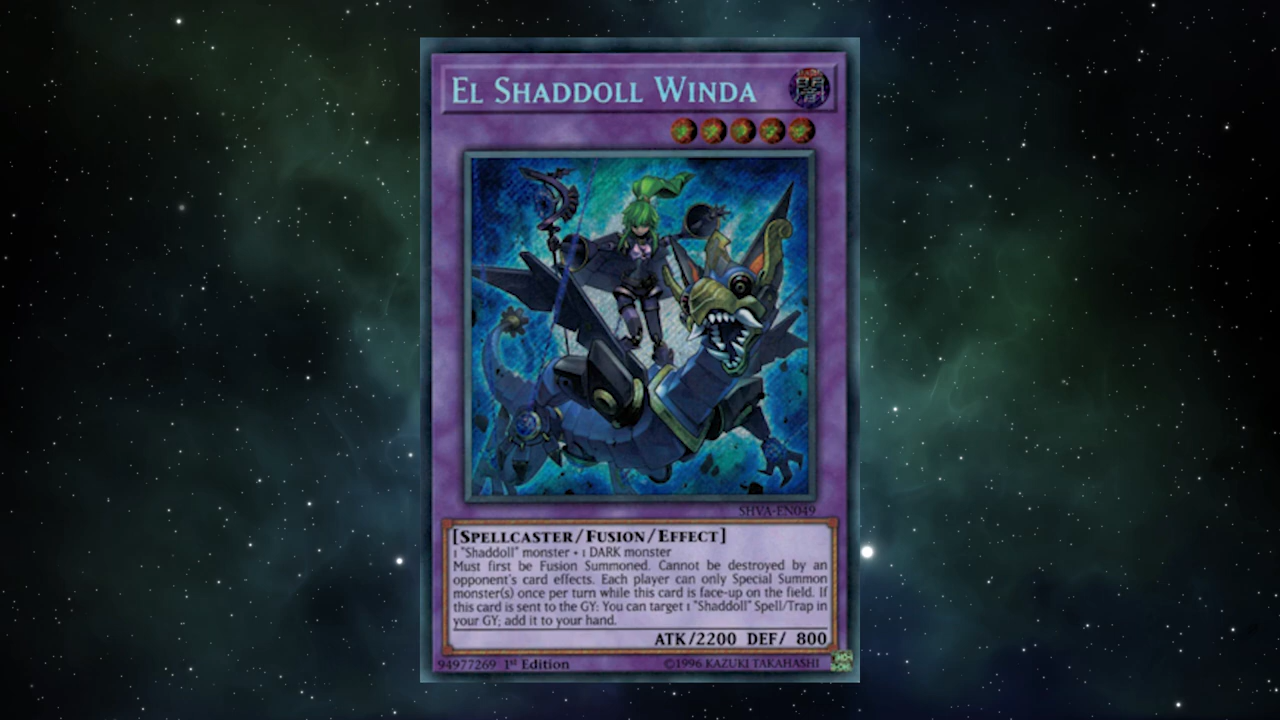 El Shaddoll Winda
SHVA-EN049
[Spellcaster/Fusion/Effect]
1 "Shaddoll" monster + 1 DARK monster
Must first be Fusion Summoned. Cannot be destroyed by an
opponent's card effects. Each player can only Special Summon
monster(s) once per turn while this card is face-up on the field. If
this card is sent to the GY: You can target 1 "Shaddoll" Spell/Trap in
your GY; add it to your hand.
ATK/2200 DEF/ 800
94977269 1st Edition ©1996 KAZUKI TAKAHASHI